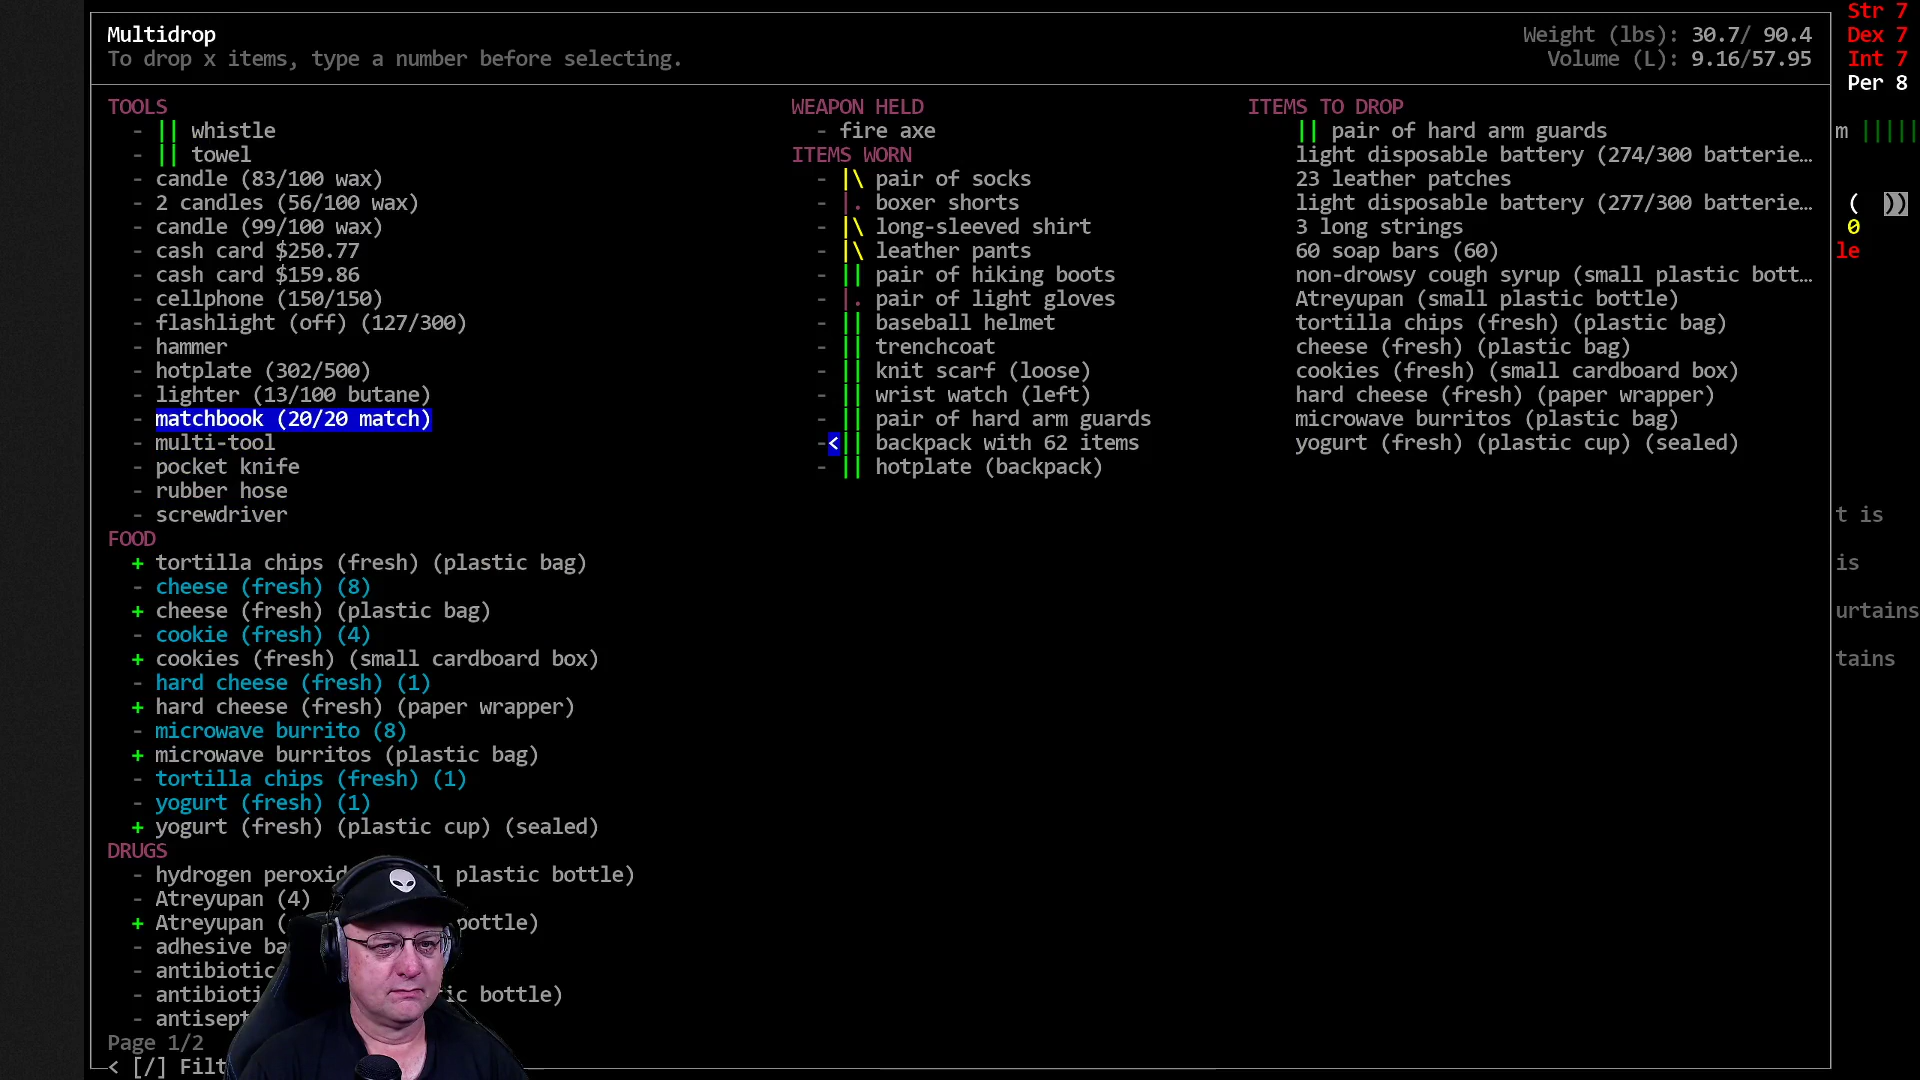 Multidrop
To drop x items, type a number before selecting.
Weight (lbs): 30.7/ 90.4
Volume (L): 9.16/57.95
Str 7
Dex 7
Int 7
Per 8
TOOLS
- || whistle
- || towel
- candle (83/100 wax)
- 2 candles (56/100 wax)
- candle (99/100 wax)
- cash card $250.77
- cash card $159.86
- cellphone (150/150)
- flashlight (off) (127/300)
- hammer
- hotplate (302/500)
- lighter (13/100 butane)
- matchbook (20/20 match)
- multi-tool
- pocket knife
- rubber hose
- screwdriver
FOOD
+ tortilla chips (fresh) (plastic bag)
- cheese (fresh) (8)
+ cheese (fresh) (plastic bag)
- cookie (fresh) (4)
+ cookies (fresh) (small cardboard box)
- hard cheese (fresh) (1)
+ hard cheese (fresh) (paper wrapper)
- microwave burrito (8)
+ microwave burritos (plastic bag)
- tortilla chips (fresh) (1)
- yogurt (fresh) (1)
+ yogurt (fresh) (plastic cup) (sealed)
DRUGS
- hydrogen peroxid plastic bottle)
- Atreyupan (4)
+ Atreyupan (
- adhesive ba
- antibiotic
- antibioti ic bottle)
- antisept
Page 1/2
< [/] Filt
WEAPON HELD
- fire axe
ITEMS WORN
- |\ pair of socks
- |. boxer shorts
- |\ long-sleeved shirt
- |\ leather pants
- || pair of hiking boots
- |. pair of light gloves
- || baseball helmet
- || trenchcoat
- || knit scarf (loose)
- || wrist watch (left)
- || pair of hard arm guards
-< || backpack with 62 items
- || hotplate (backpack)
ITEMS TO DROP
|| pair of hard arm guards
light disposable battery (274/300 batterie…
23 leather patches
light disposable battery (277/300 batterie…
3 long strings
60 soap bars (60)
non-drowsy cough syrup (small plastic bott…
Atreyupan (small plastic bottle)
tortilla chips (fresh) (plastic bag)
cheese (fresh) (plastic bag)
cookies (fresh) (small cardboard box)
hard cheese (fresh) (paper wrapper)
microwave burritos (plastic bag)
yogurt (fresh) (plastic cup) (sealed)
m |||||
( ))
0
le
t is
is
urtains
tains